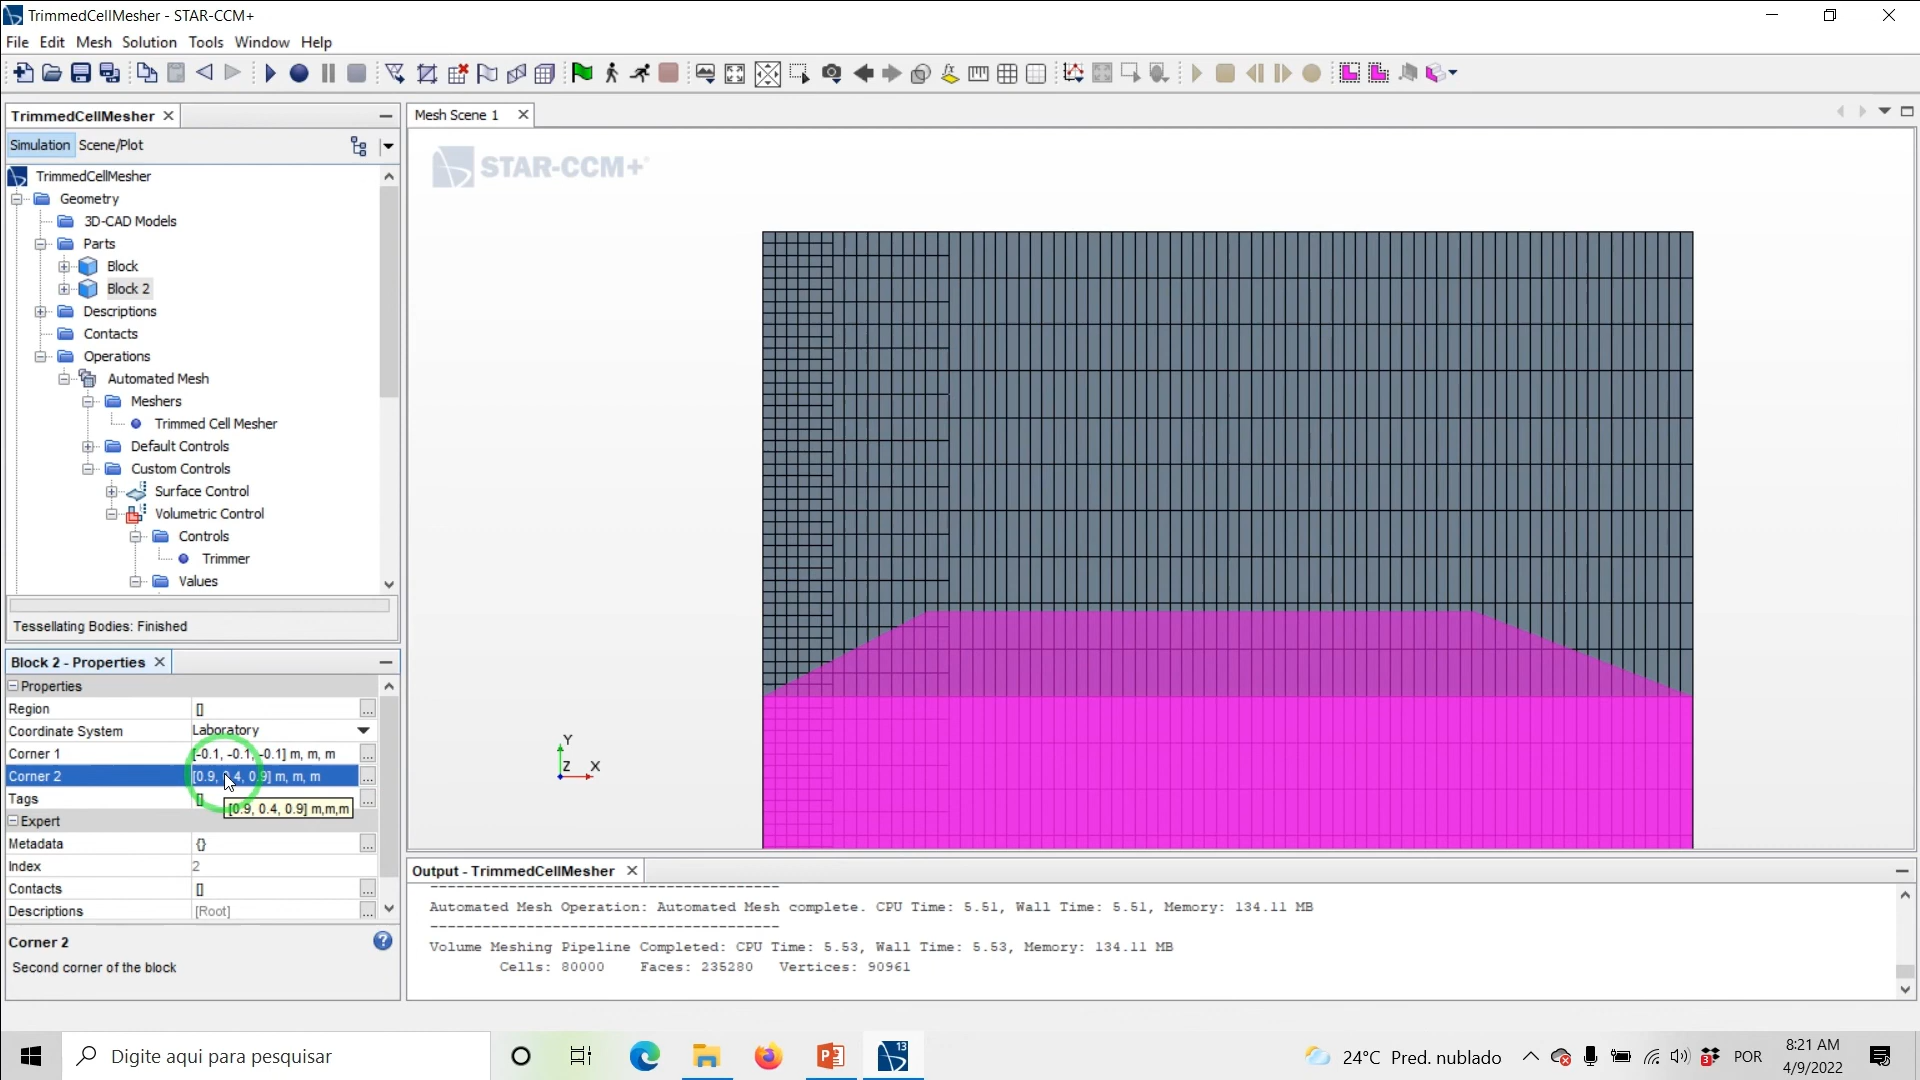 TrimmedCellMesher - STAR-CCM+
File Edit Mesh Solution Tools Window Help
TrimmedCellMesher
Mesh Scene 1
Simulation Scene/Plot
STAR-CCM+
TrimmedCellMesher
Geometry
3D-CAD Models
Parts
Block
Block 2
Descriptions
Contacts
Operations
Automated Mesh
Meshers
Trimmed Cell Mesher
Default Controls
Custom Controls
Surface Control
Volumetric Control
Controls
Trimmer
Values
Tessellating Bodies: Finished
Block 2 - Properties
Properties
Region []
Coordinate System Laboratory
Corner 1 [-0.1, -0.1, -0.1] m, m, m
Corner 2 [0.9, 0.4, 0.9] m, m, m
Tags []
[0.9, 0.4, 0.9] m,m,m
Expert
Metadata {}
Index 2
Contacts []
Descriptions [Root]
Corner 2
Second corner of the block
Y
Z X
Output - TrimmedCellMesher
Automated Mesh Operation: Automated Mesh complete. CPU Time: 5.51, Wall Time: 5.51, Memory: 134.11 MB
Volume Meshing Pipeline Completed: CPU Time: 5.53, Wall Time: 5.53, Memory: 134.11 MB
Cells: 80000 Faces: 235280 Vertices: 90961
Digite aqui para pesquisar
13
24°C Pred. nublado
3
POR
8:21 AM
4/9/2022